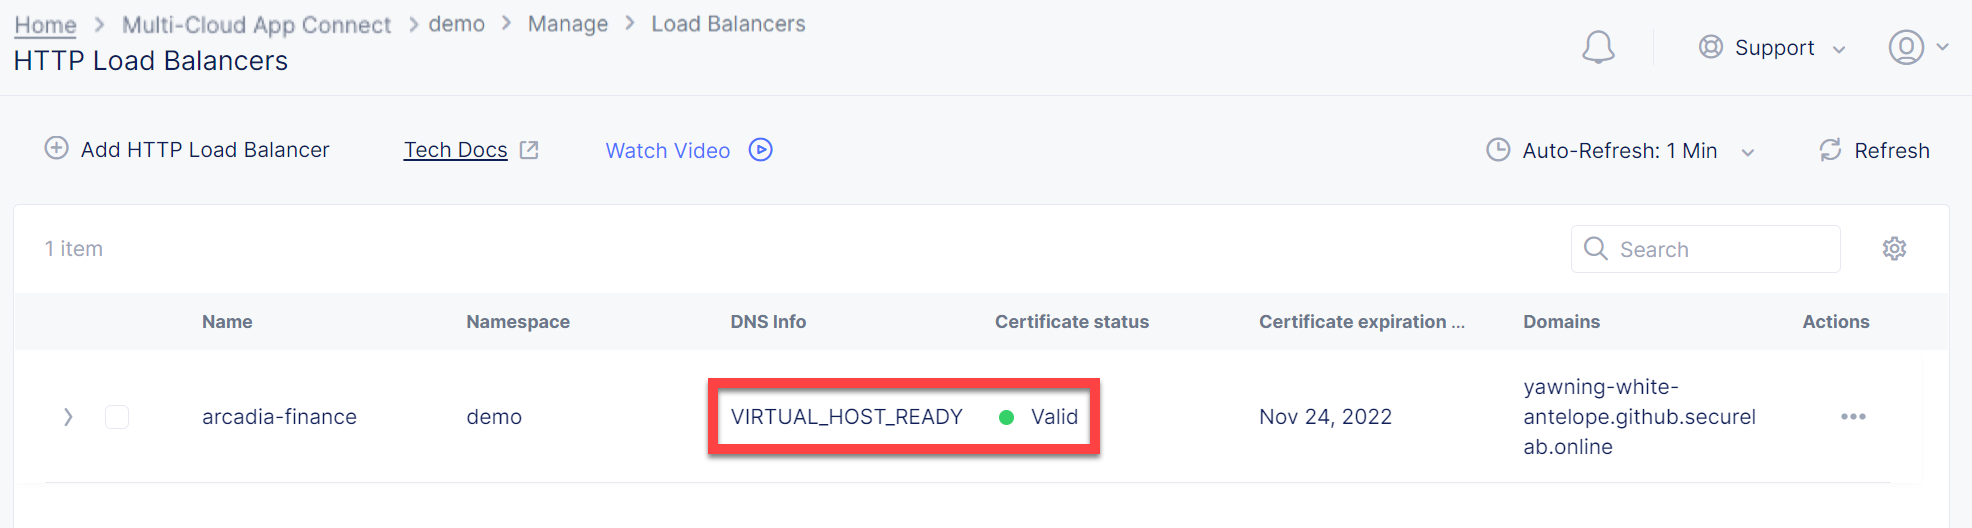 Home > Multi-Cloud App Connect > demo > Manage > Load Balancers
HTTP Load Balancers
Support
Add HTTP Load Balancer Tech Docs Watch Video Auto-Refresh: 1 Min Refresh
1 item Search
Name Namespace DNS Info Certificate status Certificate expiration ... Domains Actions
arcadia-finance demo VIRTUAL_HOST_READY Valid Nov 24, 2022 yawning-white-
antelope.github.securel
ab.online